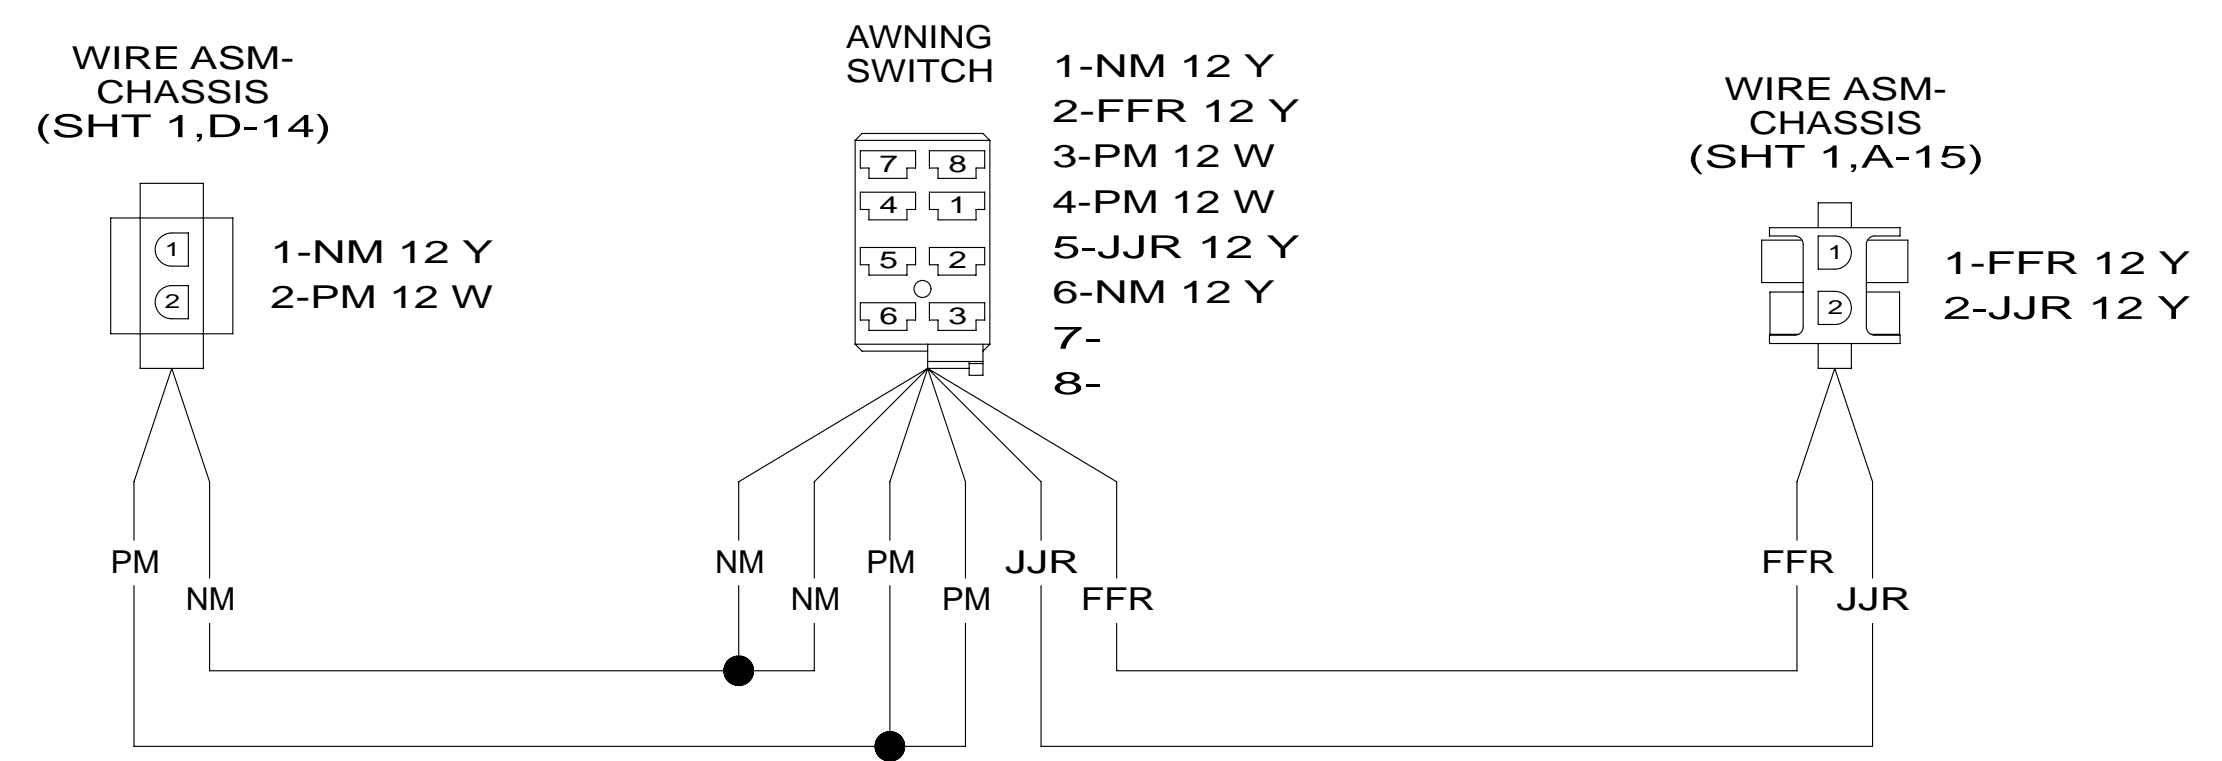 WIRE ASM-
CHASSIS
(SHT 1,D-14)
1
2
1-NM 12 Y
2-PM 12 W
AWNING
SWITCH
7 8
4 1
5 2
6 3
1-NM 12 Y
2-FFR 12 Y
3-PM 12 W
4-PM 12 W
5-JJR 12 Y
6-NM 12 Y
7-
8-
WIRE ASM-
CHASSIS
(SHT 1,A-15)
1
2
1-FFR 12 Y
2-JJR 12 Y
PM
NM
NM
NM
PM
PM
JJR
FFR
FFR
JJR